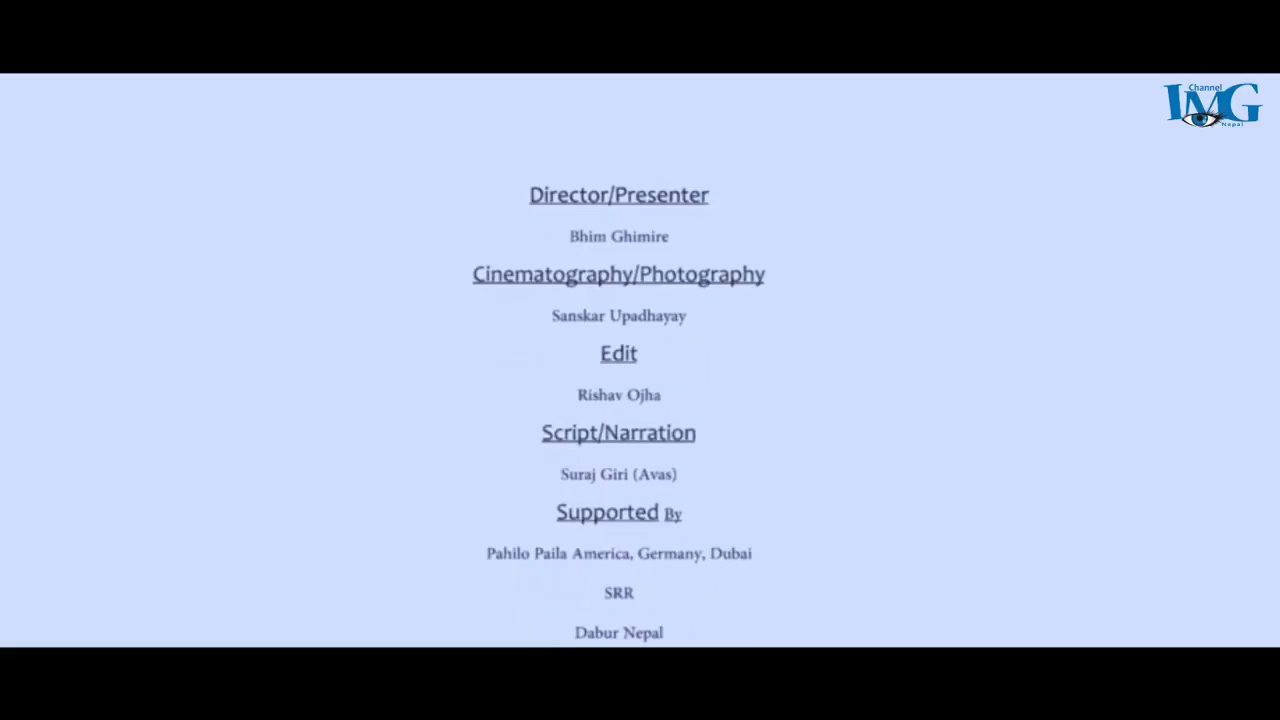 Channel
IMG
Nepal
Director/Presenter
Bhim Ghimire
Cinematography/Photography
Sanskar Upadhayay
Edit
Rishav Ojha
Script/Narration
Suraj Giri (Avas)
Supported By
Pahilo Paila America, Germany, Dubai
SRR
Dabur Nepal